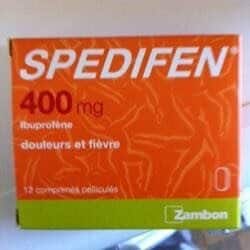 SPEDIFEN®
400 mg
Ibuprofène
douleurs et fièvre
12 comprimés pelliculés
Zambon